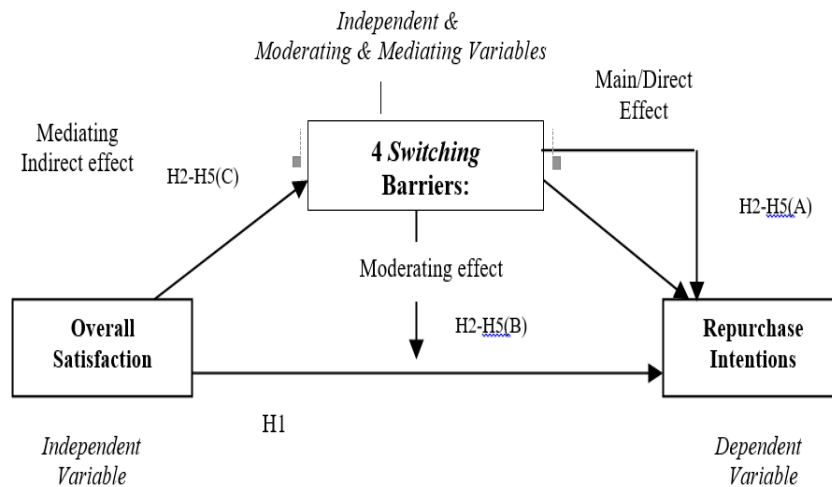 Independent &
Moderating & Mediating Variables
Main/Direct
Effect
Mediating
Indirect effect
4 Switching
Barriers:
H2-H5(C)
H2-H5(A)
Moderating effect
H2-H5(B)
Overall
Satisfaction
Repurchase
Intentions
H1
Independent
Variable
Dependent
Variable